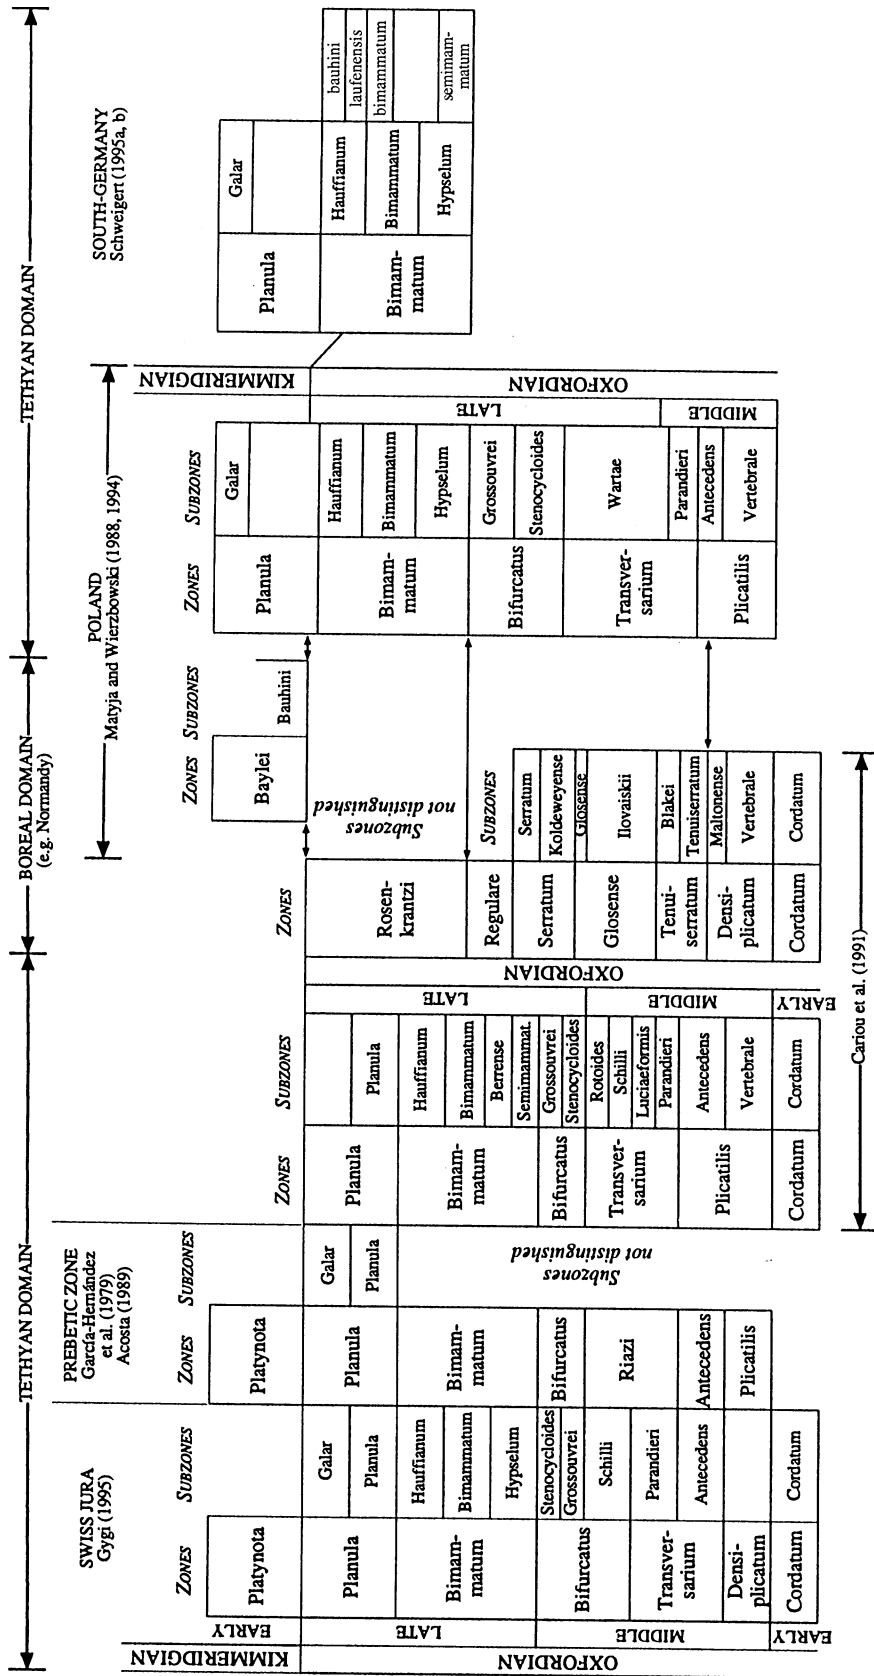 TETHYAN DOMAIN
BOREAL DOMAIN
(e.g. Normandy)
TETHYAN DOMAIN
SWISS JURA
Gygi (1995)
PREBETIC ZONE
García-Hernández
et al. (1979)
Acosta (1989)
POLAND
Matyja and Wierzbowski (1988, 1994)
SOUTH-GERMANY
Schweigert (1995a, b)
KIMMERIDGIAN
OXFORDIAN
EARLY
LATE
MIDDLE
EARLY
ZONES
Platynota
Planula
Bimam-
matum
Bifurcatus
Transver-
sarium
Densi-
plicatum
Cordatum
SUBZONES
Galar
Planula
Hauffianum
Bimammatum
Hypselum
Stenocycloides
Grossouvrei
Schilli
Parandieri
Antecedens
Cordatum
ZONES
Platynota
Planula
Bimam-
matum
Bifurcatus
Riazi
Antecedens
Plicatilis
SUBZONES
Galar
Planula
Subzones
not distinguished
ZONES
Planula
Bimam-
matum
Bifurcatus
Transver-
sarium
Plicatilis
Cordatum
SUBZONES
Planula
Hauffianum
Bimammatum
Berrense
Semimammat.
Grossouvrei
Stenocycloides
Rotoides
Schilli
Luciaeformis
Parandieri
Antecedens
Vertebrale
Cordatum
LATE
MIDDLE
EARLY
OXFORDIAN
ZONES
Rosen-
krantzi
Regulare
Serratum
Glosense
Tenui-
serratum
Densi-
plicatum
Cordatum
Subzones
not distinguished
SUBZONES
Serratum
Koldeweyense
Glosense
Ilovaiskii
Blakei
Tenuiserratum
Maltonense
Vertebrale
Cordatum
Cariou et al. (1991)
ZONES
Baylei
SUBZONES
Bauhini
ZONES
Planula
Bimam-
matum
Bifurcatus
Transver-
sarium
Plicatilis
SUBZONES
Galar
Hauffianum
Bimammatum
Hypselum
Grossouvrei
Stenocycloides
Wartae
Parandieri
Antecedens
Vertebrale
LATE
MIDDLE
KIMMERIDGIAN
OXFORDIAN
Planula
Bimam-
matum
Galar
Hauffianum
Bimammatum
Hypselum
bauhini
laufenensis
bimammatum
semimam-
matum